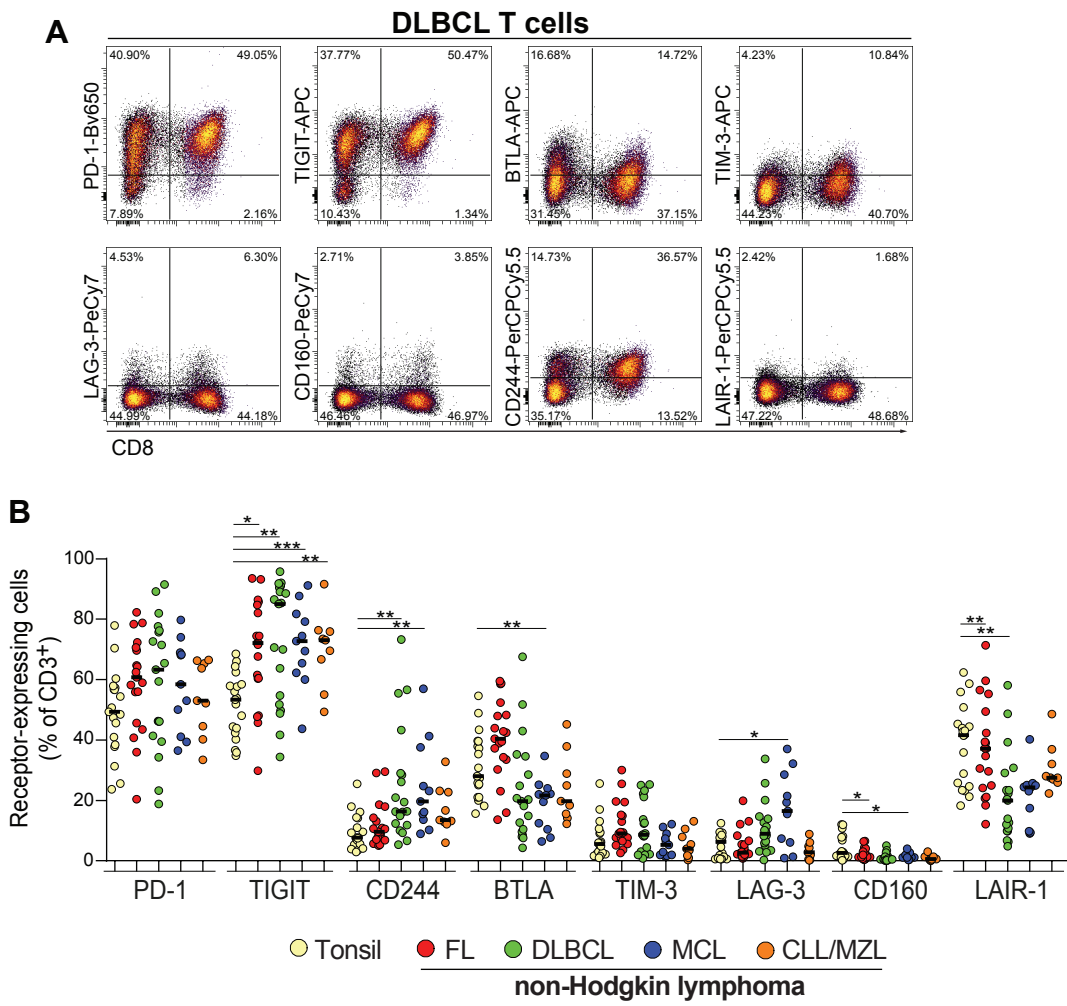 A
DLBCL T cells
PD-1-Bv650
40.90% 49.05%
7.89% 2.16%
TIGIT-APC
37.77% 50.47%
10.43% 1.34%
BTLA-APC
16.68% 14.72%
31.45% 37.15%
TIM-3-APC
4.23% 10.84%
44.23% 40.70%
LAG-3-PeCy7
4.53% 6.30%
44.99% 44.18%
CD160-PeCy7
2.71% 3.85%
46.46% 46.97%
CD244-PerCPCy5.5
14.73% 36.57%
35.17% 13.52%
LAIR-1-PerCPCy5.5
2.42% 1.68%
47.22% 48.68%
CD8
B
Receptor-expressing cells
(% of CD3+)
100
80
60
40
20
0
* ** *** **
** **
**
*
* *
** **
PD-1 TIGIT CD244 BTLA TIM-3 LAG-3 CD160 LAIR-1
Tonsil FL DLBCL MCL CLL/MZL
non-Hodgkin lymphoma